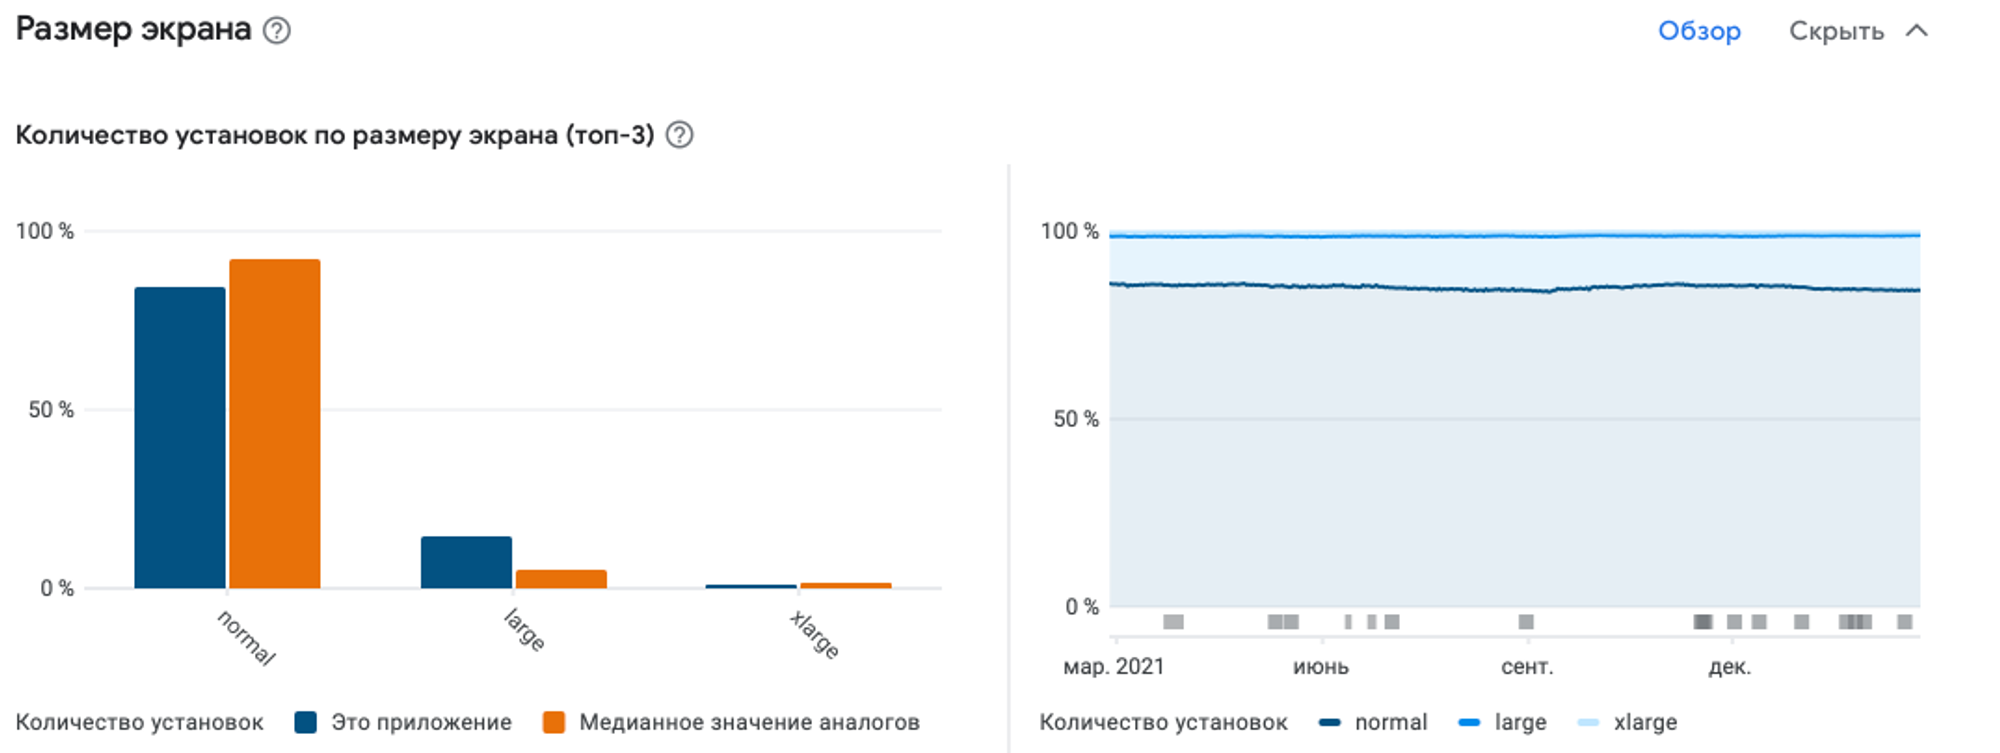 Размер экрана
Обзор Скрыть
Количество установок по размеру экрана (топ-3)
100 %
50 %
0 %
normal large xlarge
Количество установок Это приложение Медианное значение аналогов
100 %
50 %
0 %
мар. 2021 июнь сент. дек.
Количество установок normal large xlarge